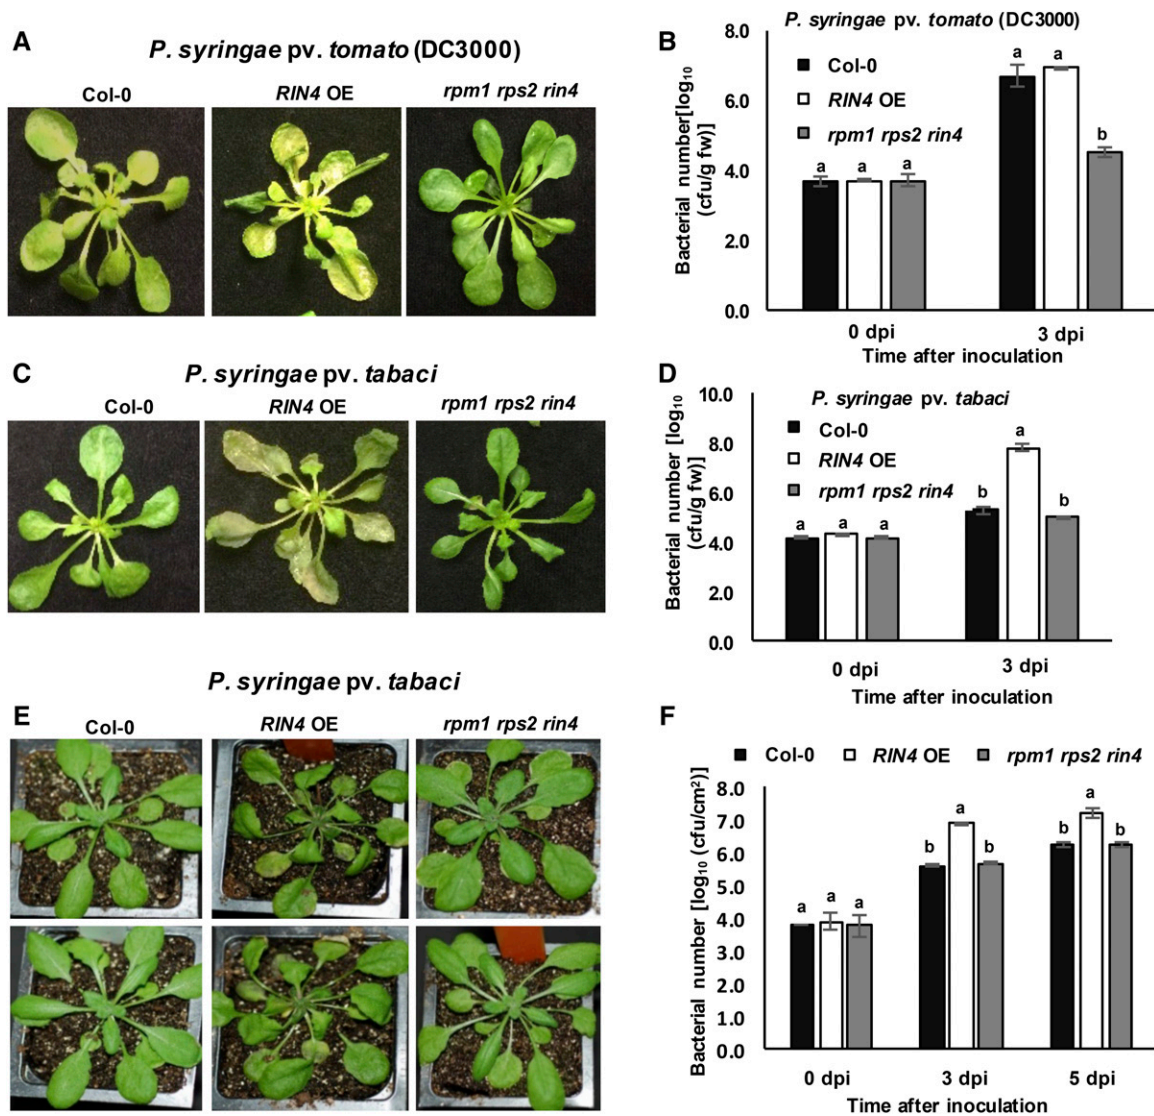 A
P. syringae pv. tomato (DC3000)
Col-0
RIN4 OE
rpm1 rps2 rin4
B
P. syringae pv. tomato (DC3000)
Bacterial number[log₁₀
(cfu/g fw)]
8.0
6.0
4.0
2.0
0.0
Col-0
RIN4 OE
rpm1 rps2 rin4
a
a
a
a
a
b
0 dpi
3 dpi
Time after inoculation
C
P. syringae pv. tabaci
Col-0
RIN4 OE
rpm1 rps2 rin4
D
P. syringae pv. tabaci
Bacterial number [log₁₀
(cfu/g fw)]
10.0
8.0
6.0
4.0
2.0
0.0
Col-0
RIN4 OE
rpm1 rps2 rin4
a
a
a
b
a
b
0 dpi
3 dpi
Time after inoculation
P. syringae pv. tabaci
E
Col-0
RIN4 OE
rpm1 rps2 rin4
F
Col-0
RIN4 OE
rpm1 rps2 rin4
Bacterial number [log₁₀ (cfu/cm²)]
8.0
7.0
6.0
5.0
4.0
3.0
2.0
1.0
0.0
a
a
a
b
a
b
b
a
b
0 dpi
3 dpi
5 dpi
Time after inoculation